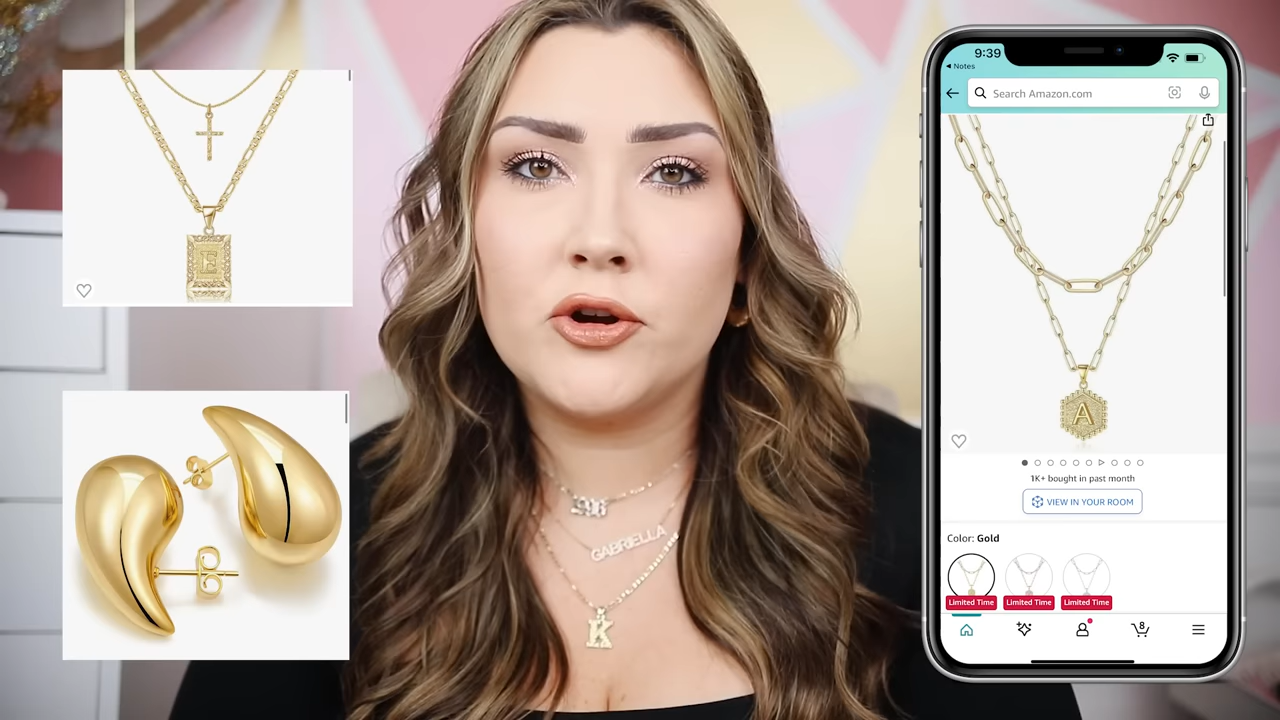 E
GABRIELLA
K
9:39
Notes
Search Amazon.com
A
1K+ bought in past month
VIEW IN YOUR ROOM
Color: Gold
Limited Time
Limited Time
Limited Time
8